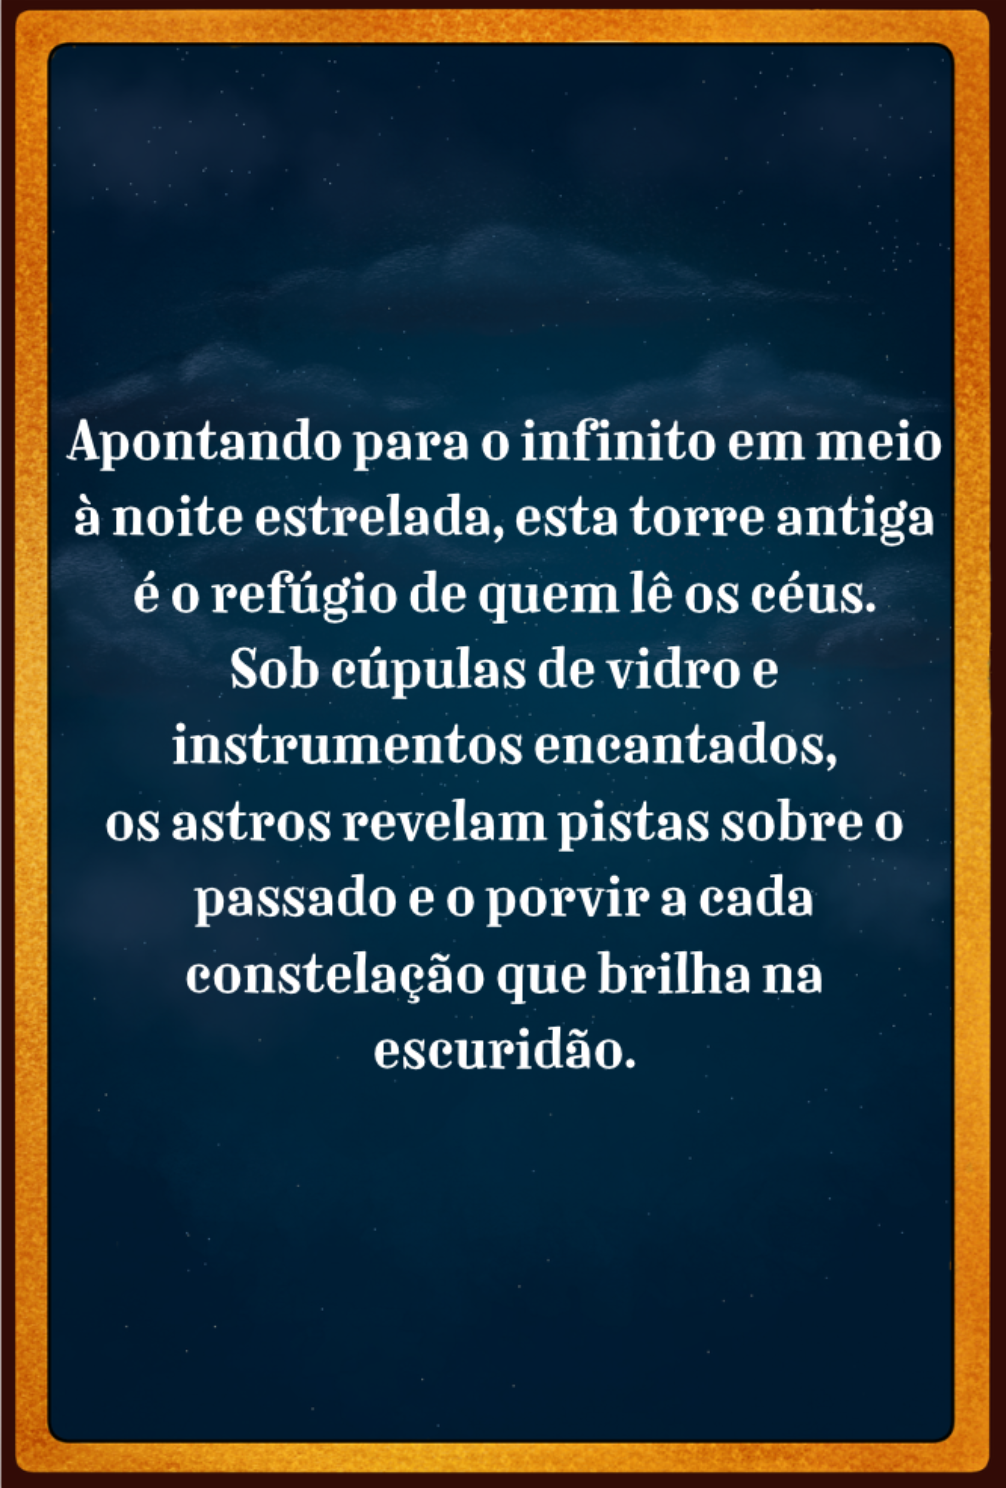 Apontando para o infinito em meio
à noite estrelada, esta torre antiga
é o refúgio de quem lê os céus.
Sob cúpulas de vidro e
instrumentos encantados,
os astros revelam pistas sobre o
passado e o porvir a cada
constelação que brilha na
escuridão.